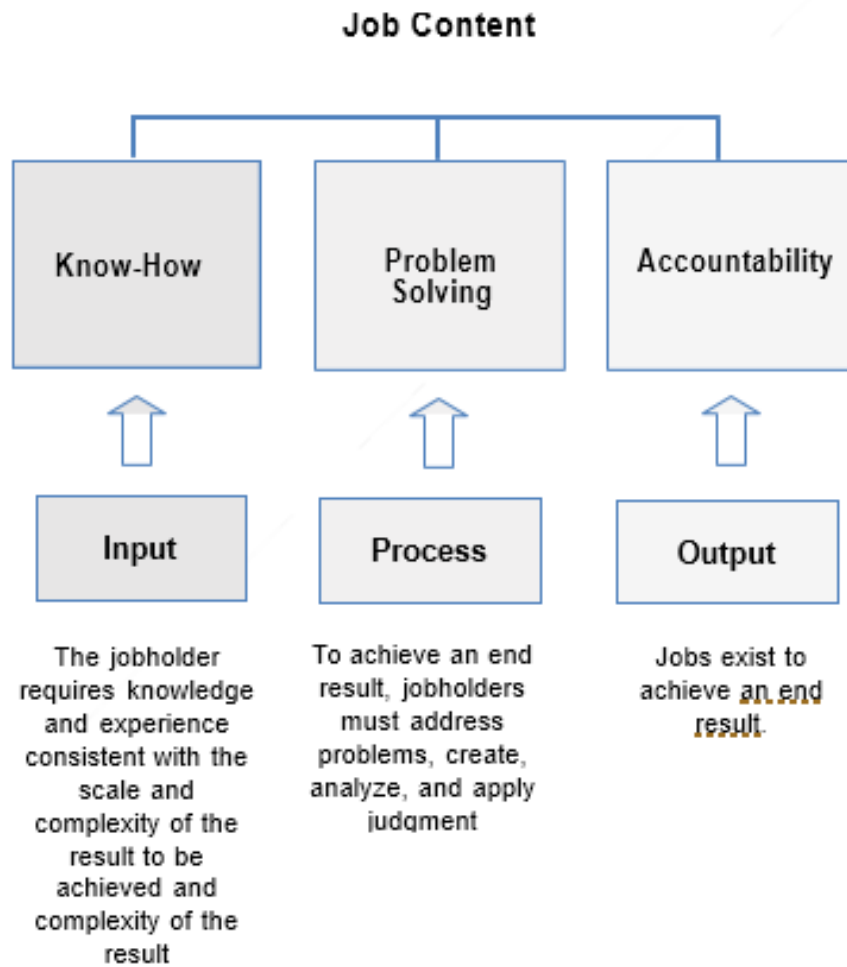 Job Content
Know-How
Problem
Solving
Accountability
Input
Process
Output
The jobholder
requires knowledge
and experience
consistent with the
scale and
complexity of the
result to be
achieved and
complexity of the
result
To achieve an end
result, jobholders
must address
problems, create,
analyze, and apply
judgment
Jobs exist to
achieve an end
result.